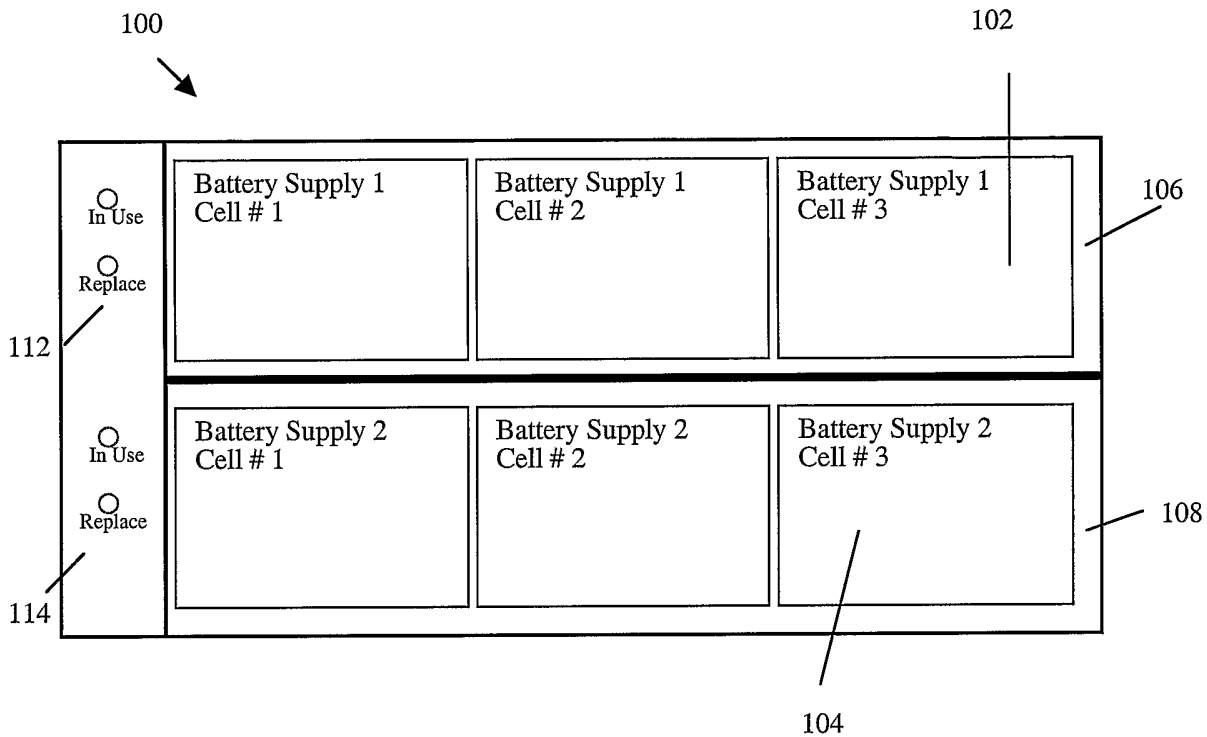 100
102
In Use
Replace
Battery Supply 1
Cell # 1
Battery Supply 1
Cell # 2
Battery Supply 1
Cell # 3
106
112
In Use
Replace
Battery Supply 2
Cell # 1
Battery Supply 2
Cell # 2
Battery Supply 2
Cell # 3
108
114
104